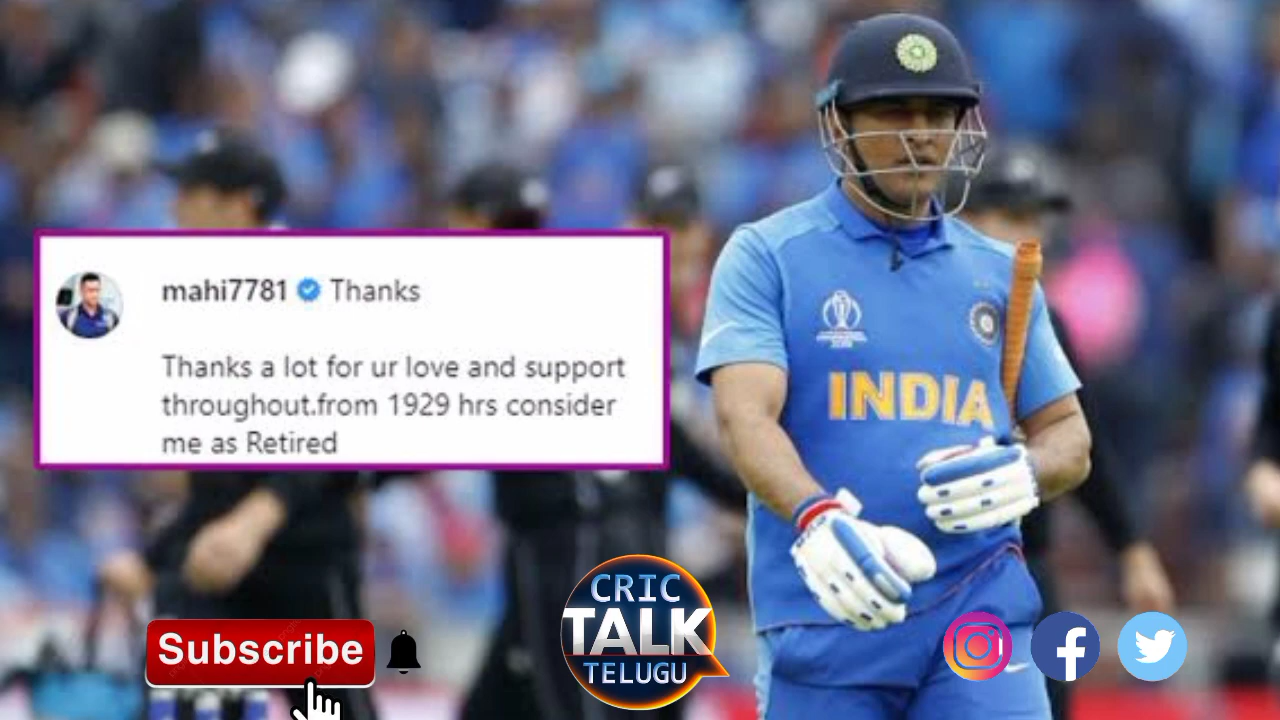 mahi7781 Thanks
Thanks a lot for ur love and support
throughout.from 1929 hrs consider
me as Retired
INDIA
Subscribe
CRIC
TALK
TELUGU